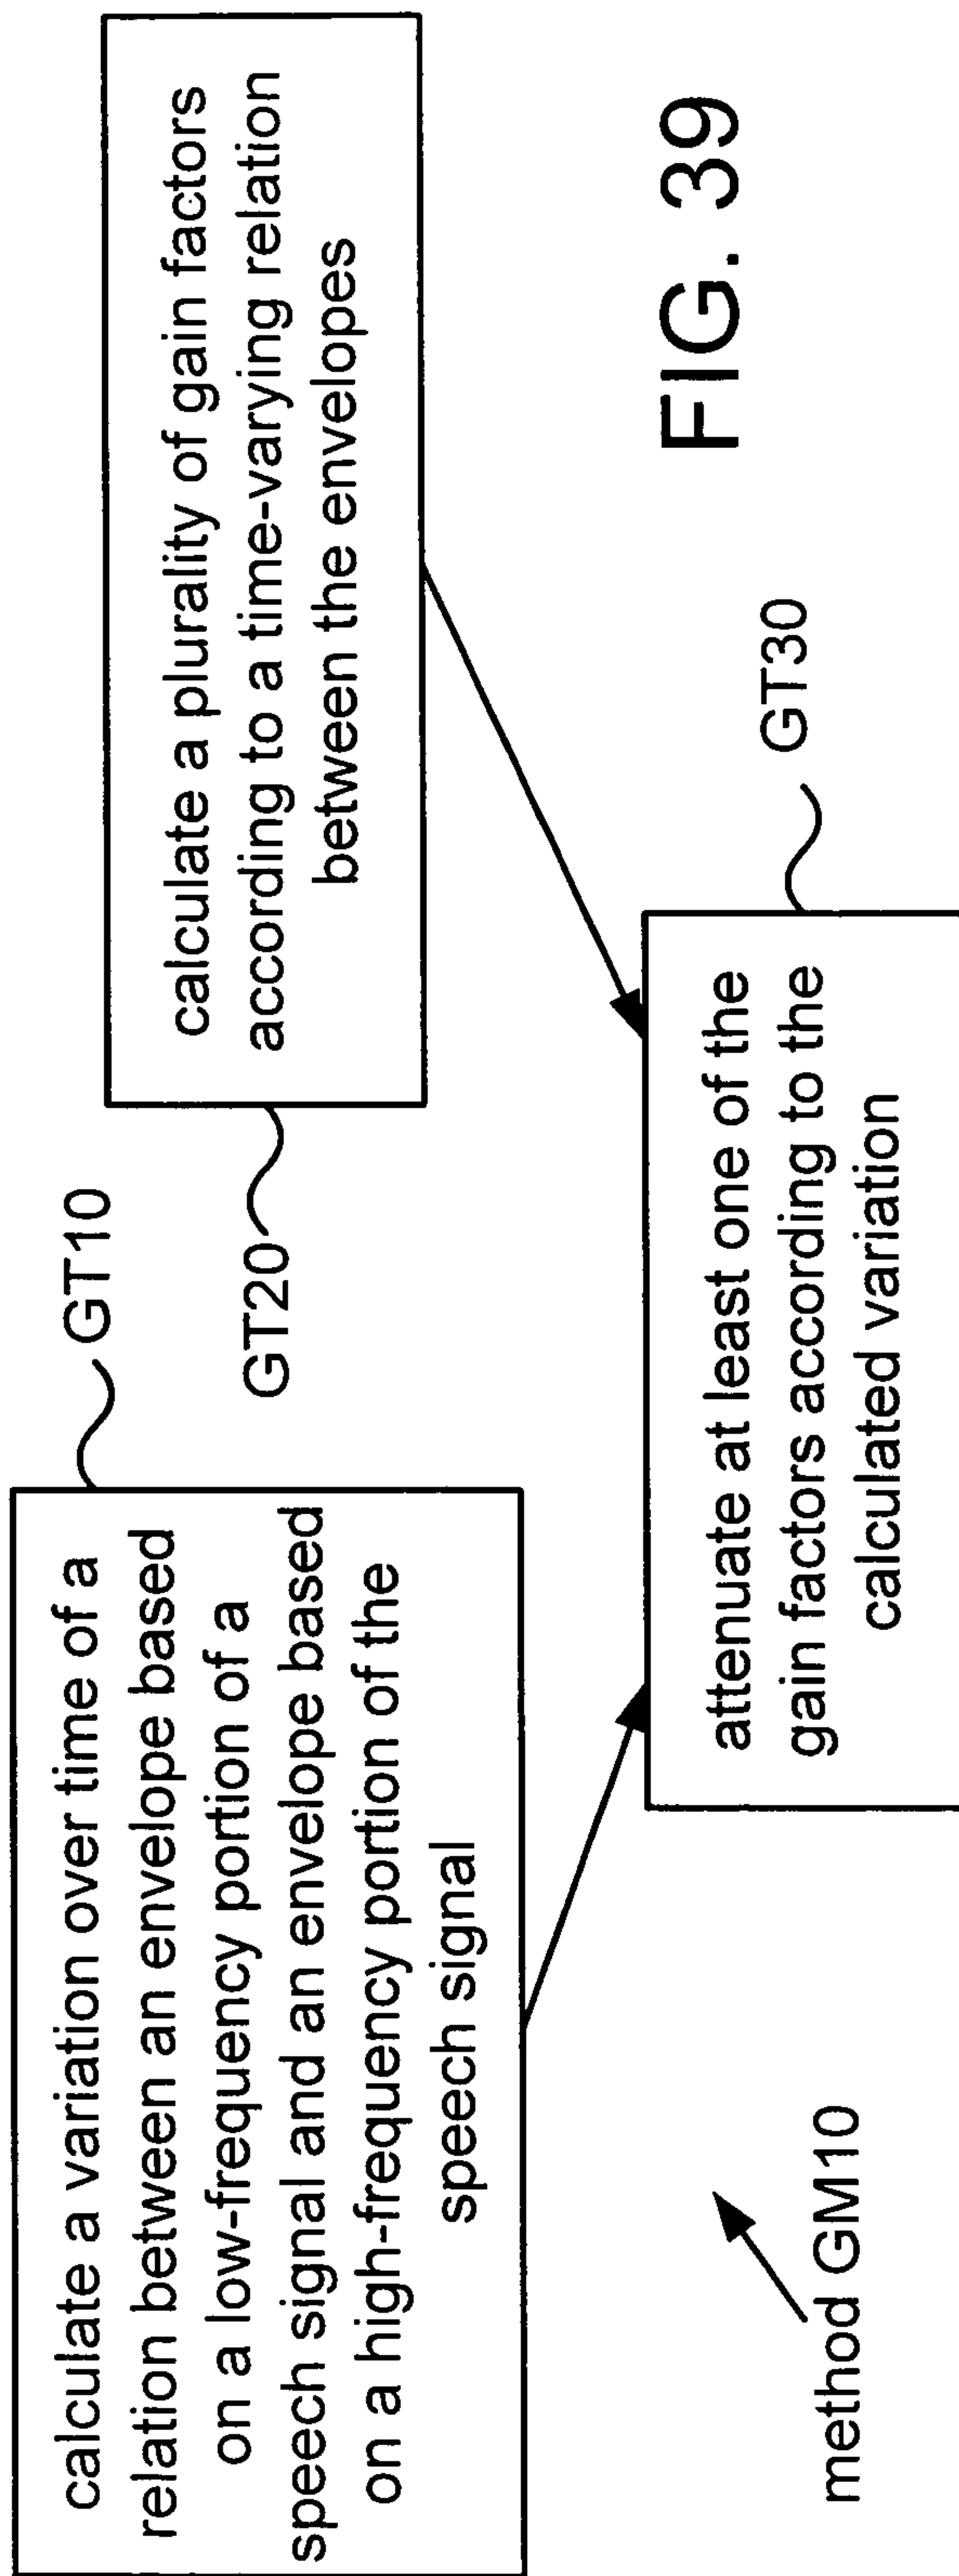 calculate a variation over time of a
relation between an envelope based
on a low-frequency portion of a
speech signal and an envelope based
on a high-frequency portion of the
speech signal
GT10
calculate a plurality of gain factors
according to a time-varying relation
between the envelopes
GT20
attenuate at least one of the
gain factors according to the
calculated variation
GT30
method GM10
FIG. 39